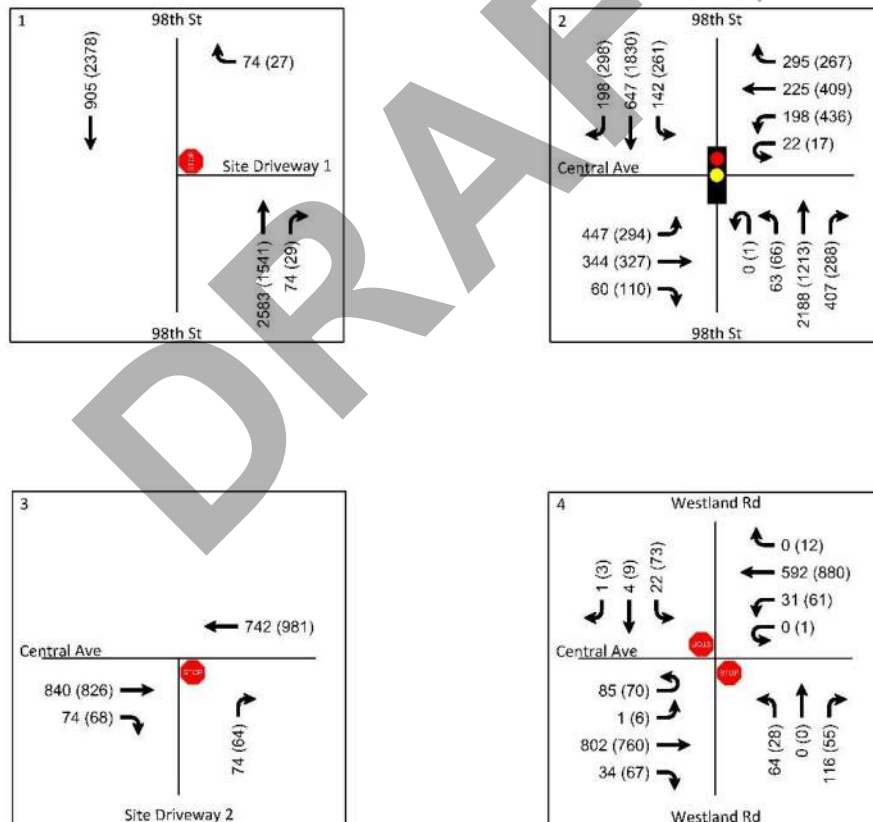 1
98th St
905 (2378)
74 (27)
STOP
Site Driveway 1
2583 (1541)
74 (29)
98th St
2
98th St
198 (298)
647 (1830)
142 (261)
295 (267)
225 (409)
198 (436)
22 (17)
Central Ave
447 (294)
344 (327)
60 (110)
0 (1)
63 (66)
2188 (1213)
407 (288)
98th St
3
742 (981)
Central Ave
STOP
840 (826)
74 (68)
74 (64)
Site Driveway 2
4
Westland Rd
1 (3)
4 (9)
22 (73)
0 (12)
592 (880)
31 (61)
0 (1)
STOP
Central Ave
STOP
85 (70)
1 (6)
802 (760)
34 (67)
64 (28)
0 (0)
116 (55)
Westland Rd
DRAF